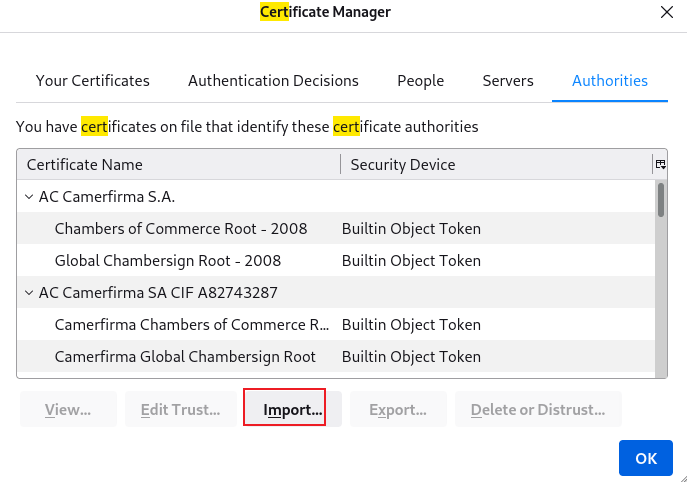 Certificate Manager
Your Certificates Authentication Decisions People Servers Authorities
You have certificates on file that identify these certificate authorities
Certificate Name Security Device
AC Camerfirma S.A.
Chambers of Commerce Root - 2008 Builtin Object Token
Global Chambersign Root - 2008 Builtin Object Token
AC Camerfirma SA CIF A82743287
Camerfirma Chambers of Commerce R... Builtin Object Token
Camerfirma Global Chambersign Root Builtin Object Token
View... Edit Trust... Import... Export... Delete or Distrust...
OK